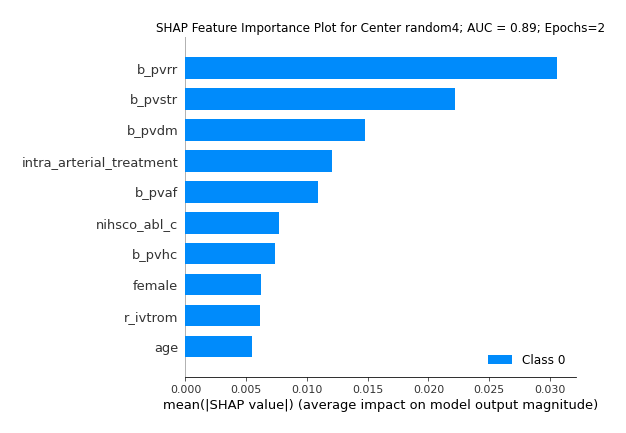 SHAP Feature Importance Plot for Center random4; AUC = 0.89; Epochs=2
b_pvrr
b_pvstr
b_pvdm
intra_arterial_treatment
b_pvaf
nihsco_abl_c
b_pvhc
female
r_ivtrom
age
Class 0
0.000 0.005 0.010 0.015 0.020 0.025 0.030
mean(|SHAP value|) (average impact on model output magnitude)